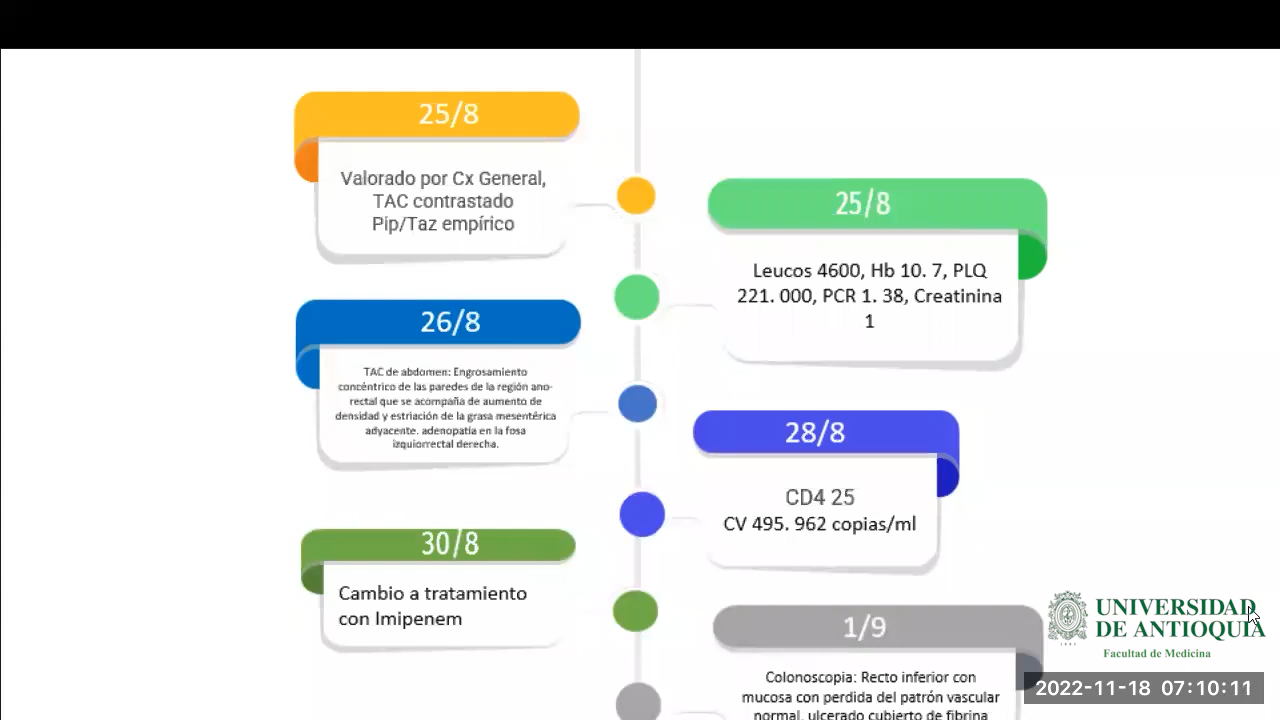 25/8
Valorado por Cx General,
TAC contrastado
Pip/Taz empírico
25/8
Leucos 4600, Hb 10. 7, PLQ
221. 000, PCR 1. 38, Creatinina
1
26/8
TAC de abdomen: Engrosamiento
concéntrico de las paredes de la región ano-
rectal que se acompaña de aumento de
densidad y estriación de la grasa mesentérica
adyacente. adenopatía en la fosa
izquiorrectal derecha.
28/8
CD4 25
CV 495. 962 copias/ml
30/8
Cambio a tratamiento
con Imipenem
1/9
Colonoscopia: Recto inferior con
mucosa con perdida del patrón vascular
normal, ulcerado cubierto de fibrina
UNIVERSIDAD
DE ANTIOQUIA
Facultad de Medicina
2022-11-18 07:10:11